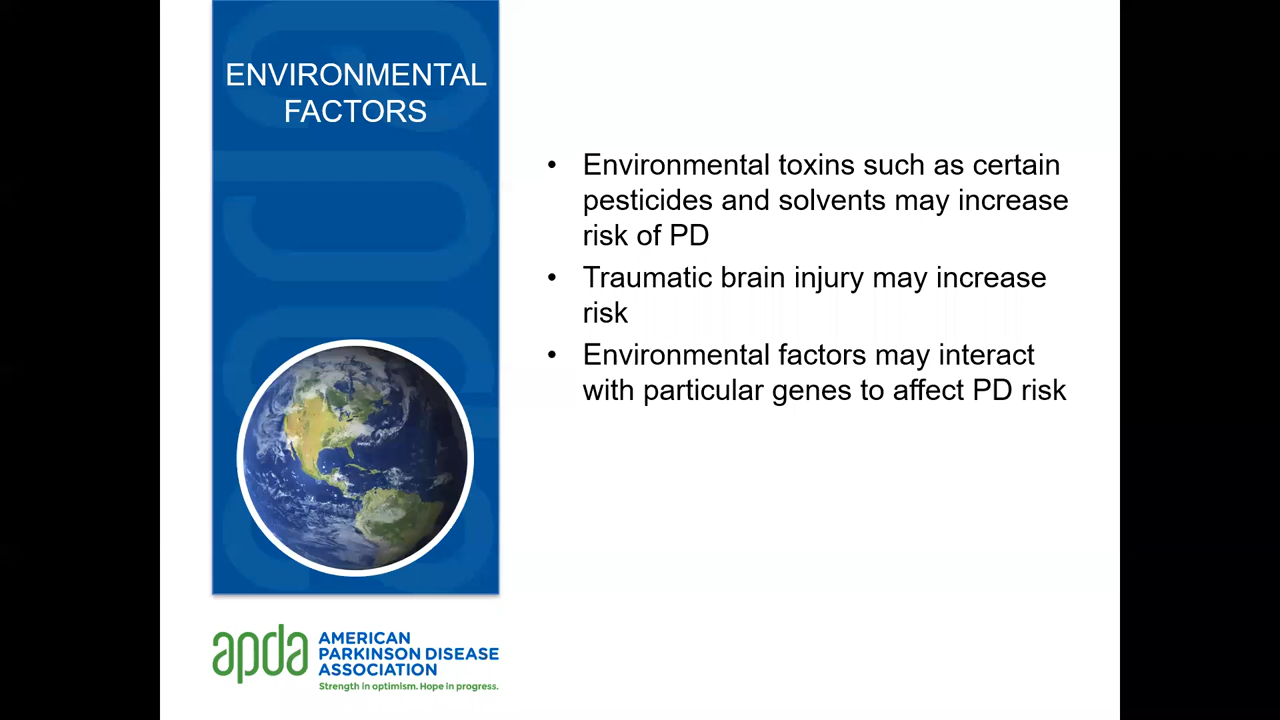 ENVIRONMENTAL
FACTORS
• Environmental toxins such as certain
pesticides and solvents may increase
risk of PD
• Traumatic brain injury may increase
risk
• Environmental factors may interact
with particular genes to affect PD risk
apda
AMERICAN
PARKINSON DISEASE
ASSOCIATION
Strength in optimism. Hope in progress.